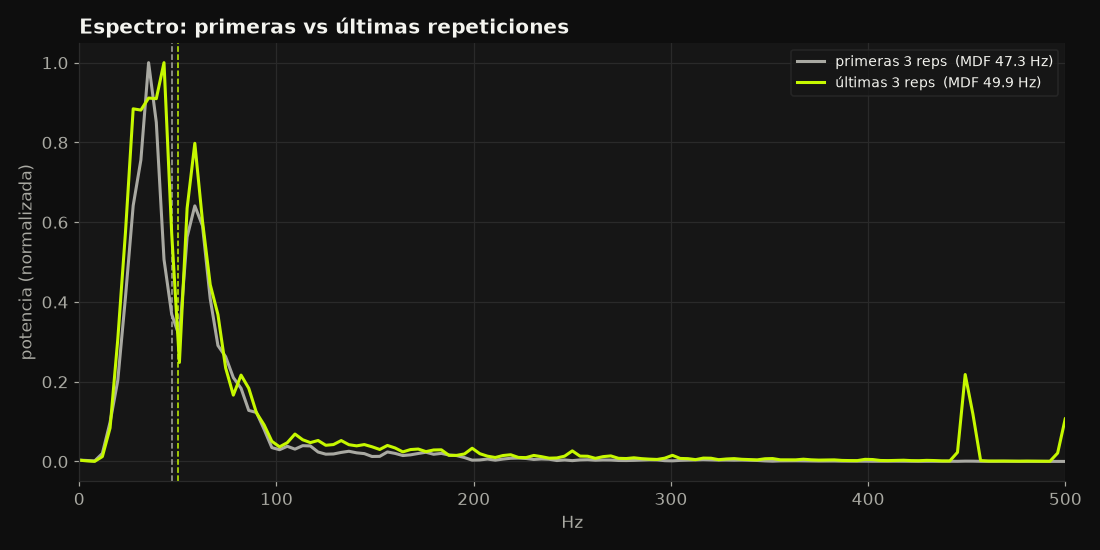 Espectro: primeras vs últimas repeticiones
primeras 3 reps (MDF 47.3 Hz)
últimas 3 reps (MDF 49.9 Hz)
potencia (normalizada)
1.0
0.8
0.6
0.4
0.2
0.0
0 100 200 300 400 500
Hz